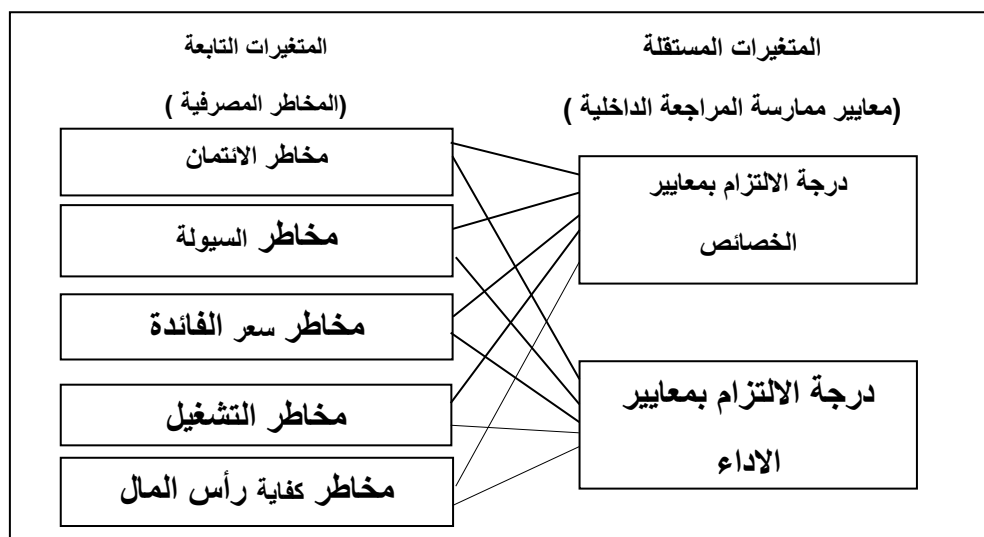 المتغيرات المستقلة
(معايير ممارسة المراجعة الداخلية )
درجة الالتزام بمعايير
الخصائص
درجة الالتزام بمعايير
الاداء
المتغيرات التابعة
(المخاطر المصرفية )
مخاطر الائتمان
مخاطر السيولة
مخاطر سعر الفائدة
مخاطر التشغيل
مخاطر كفاية رأس المال